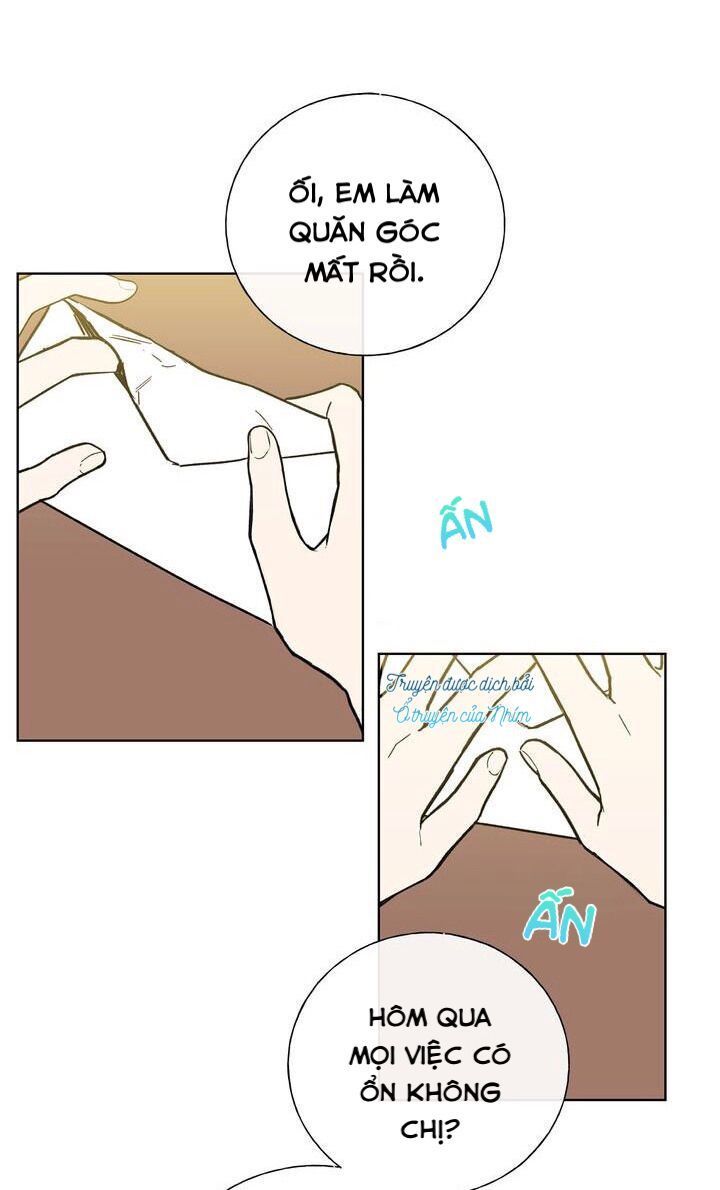 ỐI, EM LÀM
QUĂN GÓC
MẤT RỒI.
ẤN
Truyện được dịch bởi
Ổ truyện của Nhím
ẤN
HÔM QUA
MỌI VIỆC CÓ
ỔN KHÔNG
CHỊ?